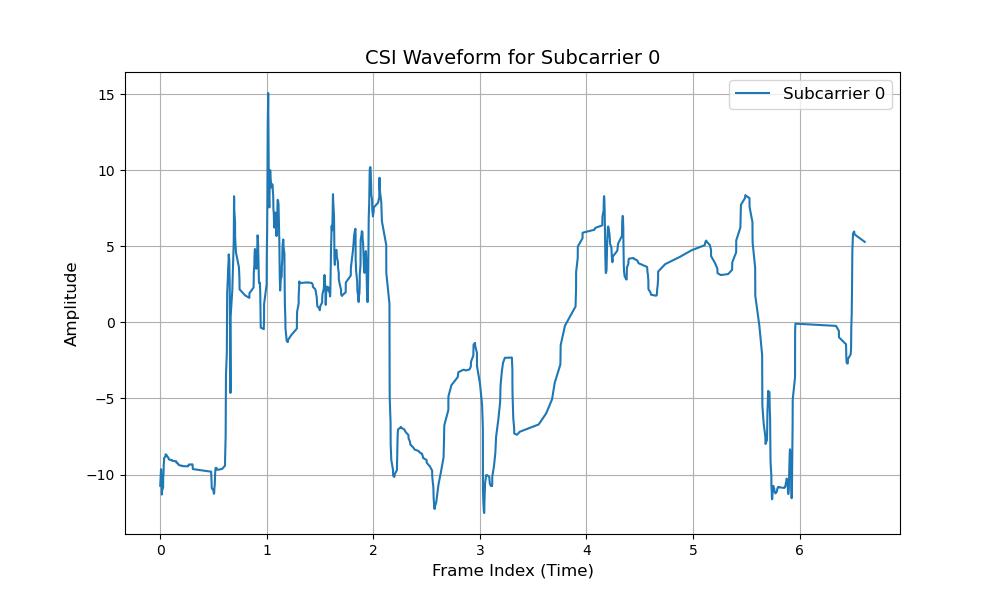 CSI Waveform for Subcarrier 0
Subcarrier 0
Amplitude
15
10
5
0
−5
−10
0 1 2 3 4 5 6
Frame Index (Time)